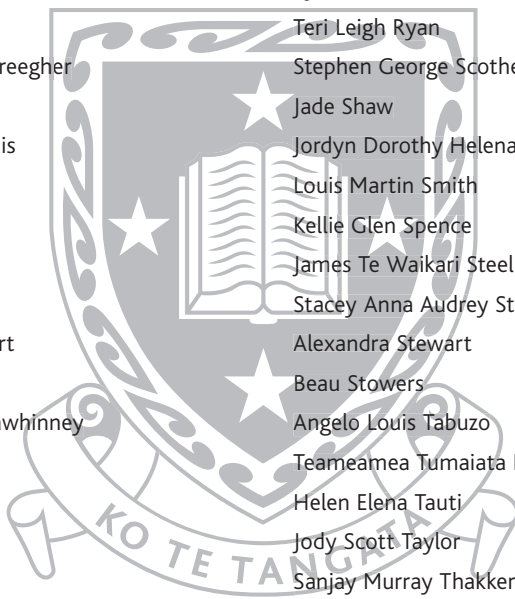 Teri Leigh Ryan
reegher
Stephen George Scothe
Jade Shaw
is
Jordyn Dorothy Helena
Louis Martin Smith
Kellie Glen Spence
James Te Waikari Steel
Stacey Anna Audrey St
rt
Alexandra Stewart
Beau Stowers
awhinney
Angelo Louis Tabuzo
Teameamea Tumaiata
Helen Elena Tauti
Jody Scott Taylor
Sanjay Murray Thakker
KO TE TANGATA